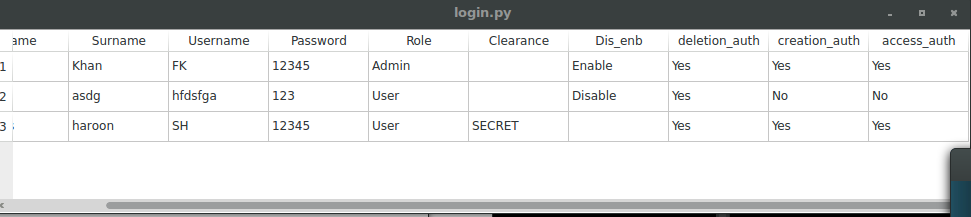 login.py
ame Surname Username Password Role Clearance Dis_enb deletion_auth creation_auth access_auth
1 Khan FK 12345 Admin Enable Yes Yes Yes
2 asdg hfdsfga 123 User Disable Yes No No
3 haroon SH 12345 User SECRET Yes Yes Yes